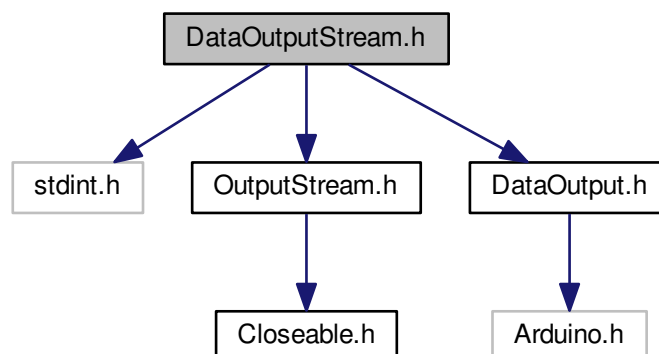 DataOutputStream.h
stdint.h
OutputStream.h
DataOutput.h
Closeable.h
Arduino.h